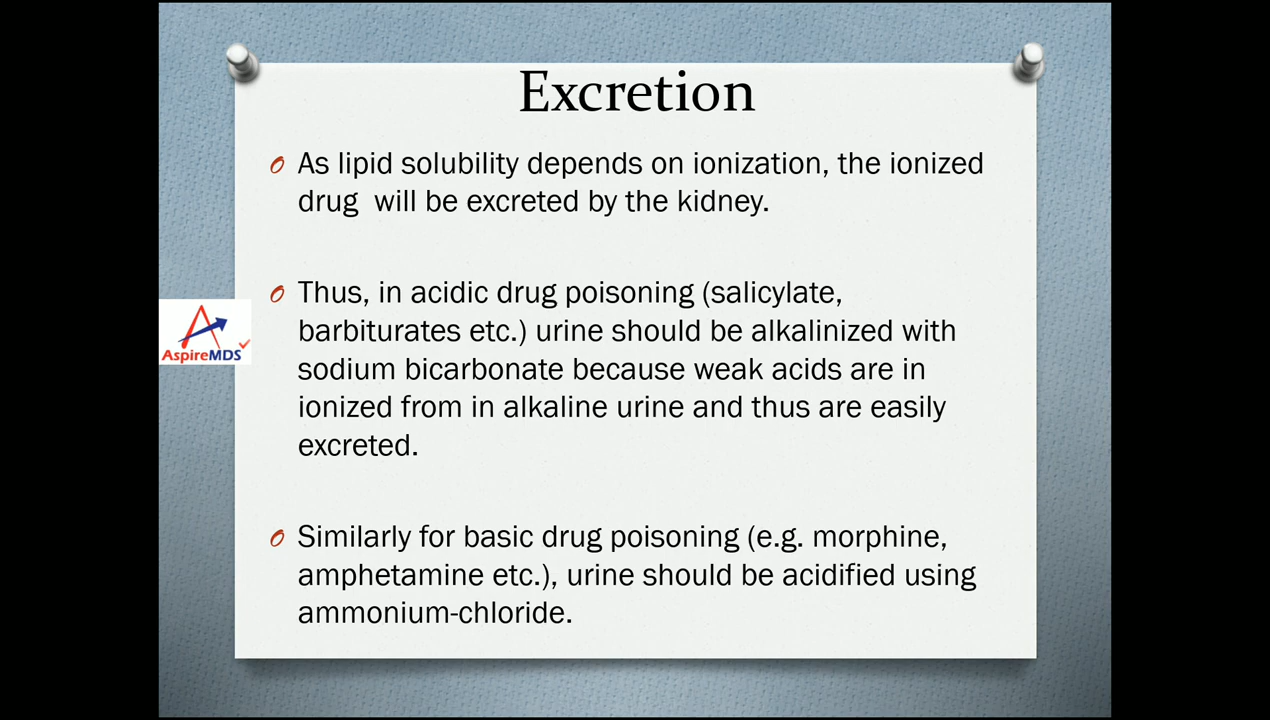 Excretion
As lipid solubility depends on ionization, the ionized
drug will be excreted by the kidney.
Thus, in acidic drug poisoning (salicylate,
barbiturates etc.) urine should be alkalinized with
sodium bicarbonate because weak acids are in
ionized from in alkaline urine and thus are easily
excreted.
AspireMDS
Similarly for basic drug poisoning (e.g. morphine,
amphetamine etc.), urine should be acidified using
ammonium-chloride.